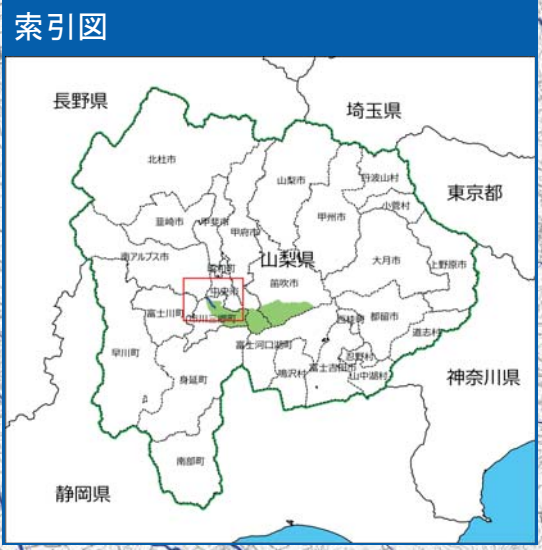 索引図
長野県
埼玉県
北杜市
山梨市
丹波山村
東京都
小菅村
韮崎市
甲斐市
甲府市
甲州市
南アルプス市
山梨県
大月市
上野原市
昭和町
笛吹市
中央市
富士川町
市川三郷町
西桂町
都留市
道志村
早川町
富士河口湖町
忍野村
鳴沢村
富士吉田市
山中湖村
身延町
神奈川県
南部町
静岡県